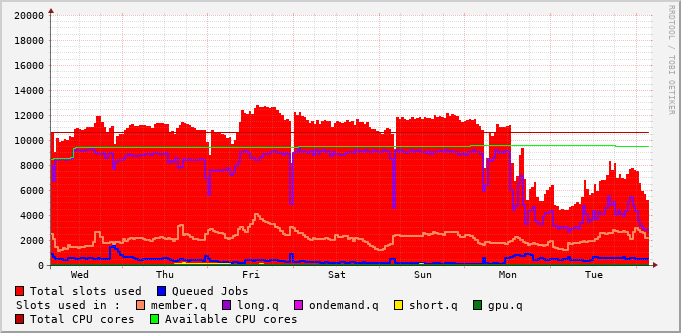 RRDTOOL / TOBI OETIKER
20000
18000
16000
14000
12000
10000
8000
6000
4000
2000
0
Wed Thu Fri Sat Sun Mon Tue
Total slots used Queued Jobs
Slots used in : member.q long.q ondemand.q short.q gpu.q
Total CPU cores Available CPU cores